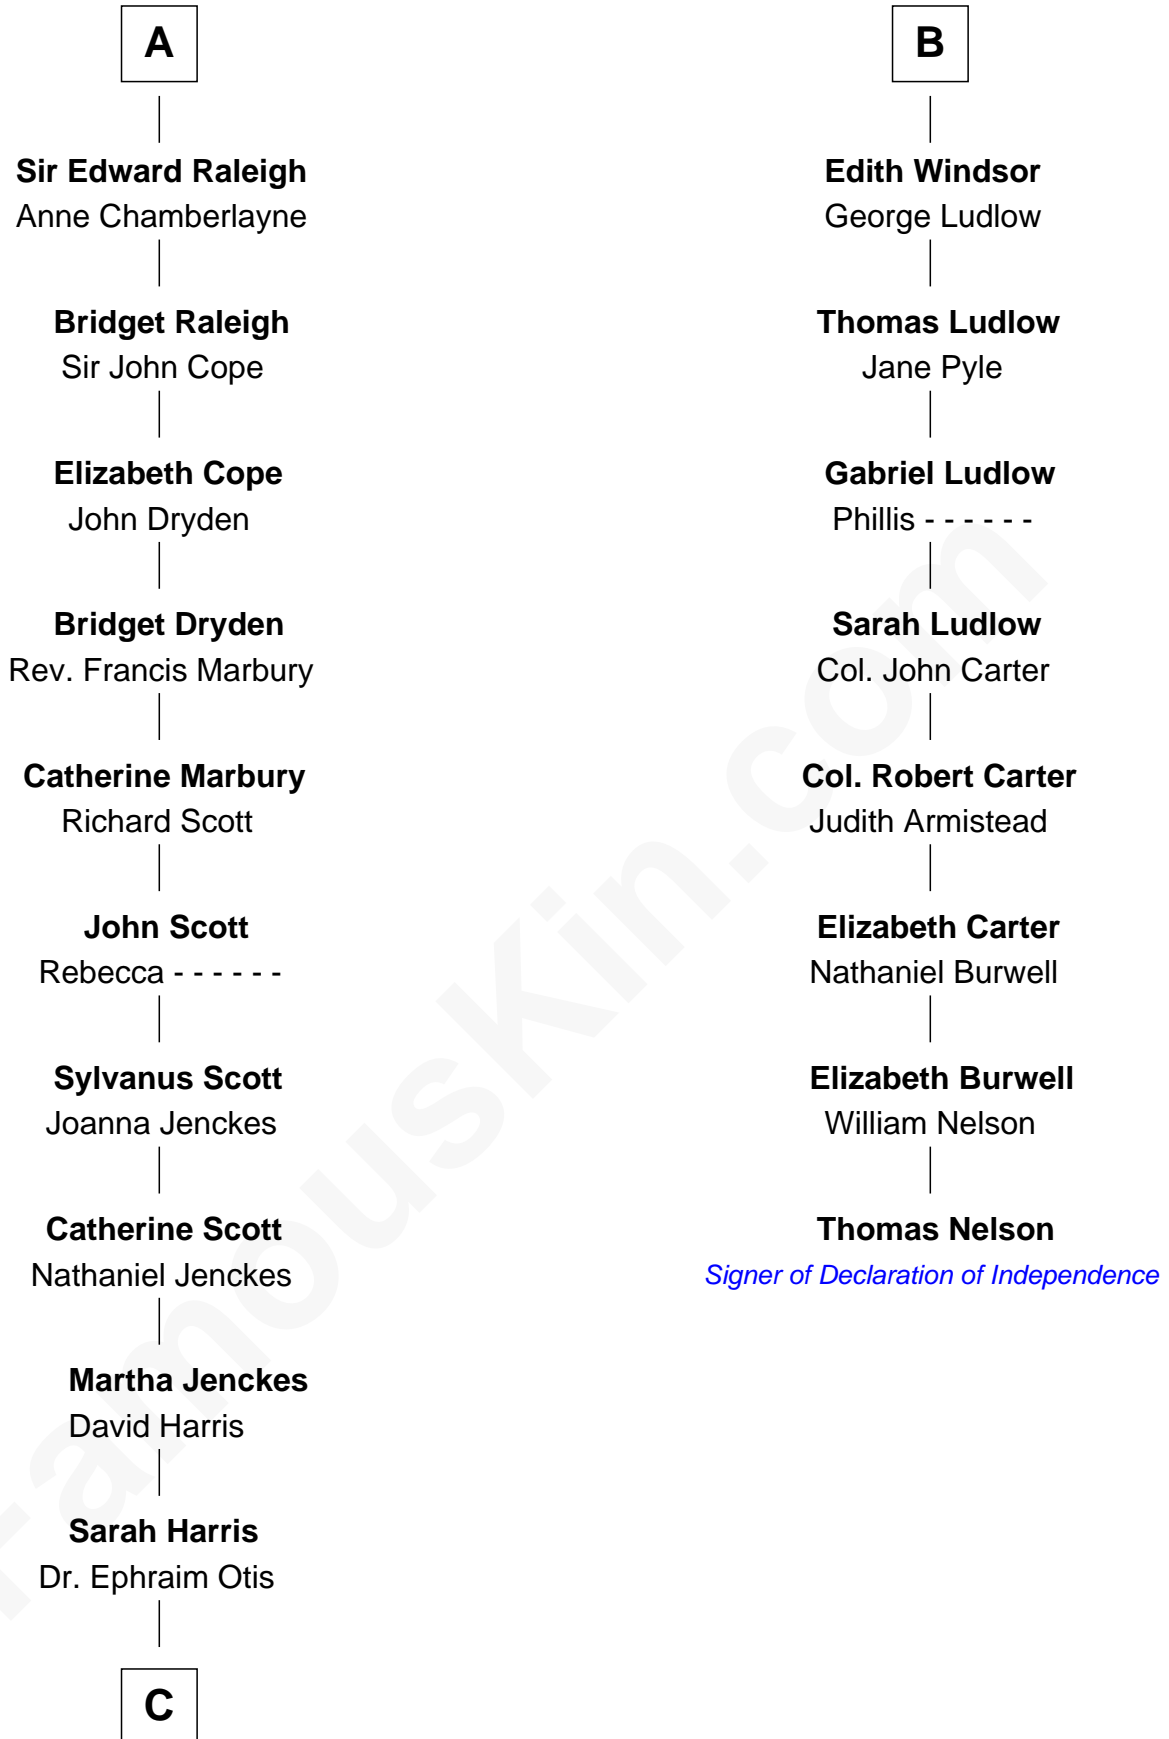 A
Sir Edward Raleigh
Anne Chamberlayne
Bridget Raleigh
Sir John Cope
Elizabeth Cope
John Dryden
Bridget Dryden
Rev. Francis Marbury
Catherine Marbury
Richard Scott
John Scott
Rebecca - - - - - -
Sylvanus Scott
Joanna Jenckes
Catherine Scott
Nathaniel Jenckes
Martha Jenckes
David Harris
Sarah Harris
Dr. Ephraim Otis
C
B
Edith Windsor
George Ludlow
Thomas Ludlow
Jane Pyle
Gabriel Ludlow
Phillis - - - - - -
Sarah Ludlow
Col. John Carter
Col. Robert Carter
Judith Armistead
Elizabeth Carter
Nathaniel Burwell
Elizabeth Burwell
William Nelson
Thomas Nelson
Signer of Declaration of Independence
FamousKin.com